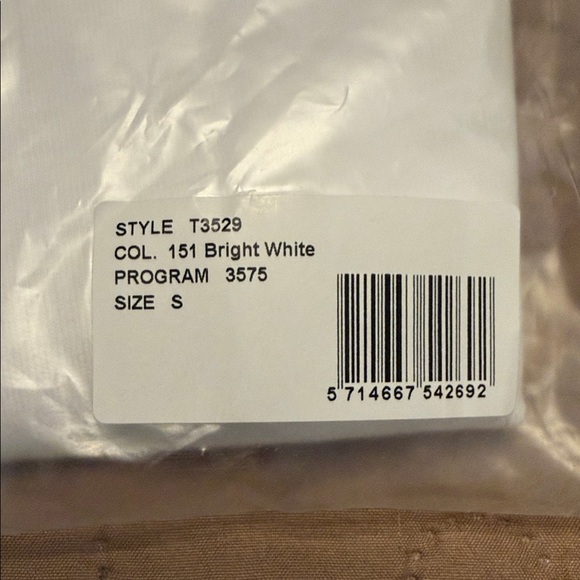 STYLE T3529
COL. 151 Bright White
PROGRAM 3575
SIZE S
5 714667 542692